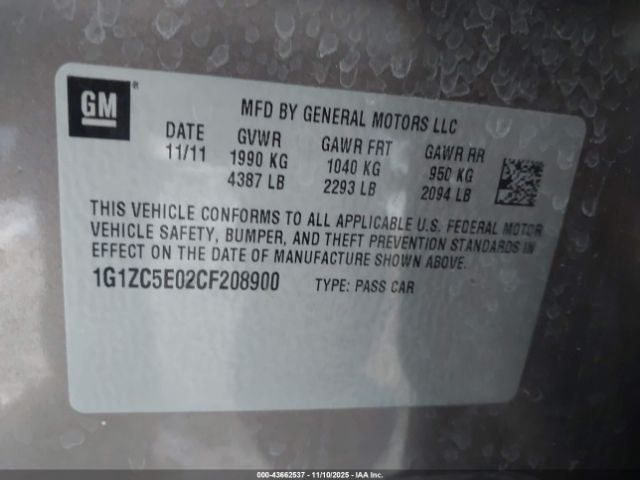 GM ®
MFD BY GENERAL MOTORS LLC
DATE GVWR GAWR FRT GAWR RR
11/11 1990 KG 1040 KG 950 KG
4387 LB 2293 LB 2094 LB
THIS VEHICLE CONFORMS TO ALL APPLICABLE U.S. FEDERAL MOTOR
VEHICLE SAFETY, BUMPER, AND THEFT PREVENTION STANDARDS IN
EFFECT ON THE DATE OF MANUFACTURE SHOWN ABOVE.
1G1ZC5E02CF208900 TYPE: PASS CAR
000-43662537 - 11/10/2025 - IAA Inc.